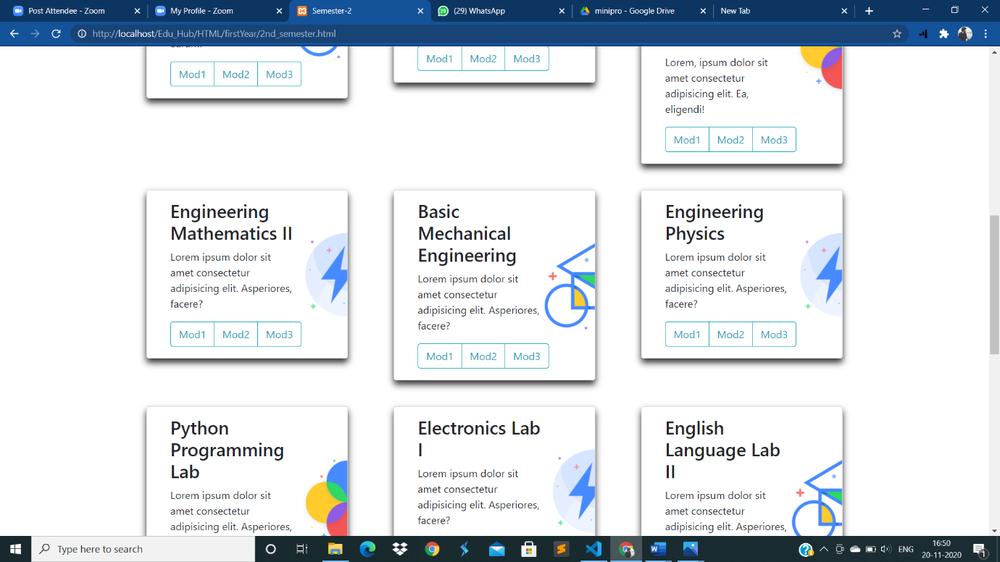 Post Attendee - Zoom
My Profile - Zoom
Semester-2
(29) WhatsApp
minipro - Google Drive
New Tab
http://localhost/Edu_Hub/HTML/firstYear/2nd_semester.html
Mod1 Mod2 Mod3
Mod1 Mod2 Mod3
Lorem, ipsum dolor sit
amet consectetur
adipisicing elit. Ea,
eligendi!
Mod1 Mod2 Mod3
Engineering
Mathematics II
Lorem ipsum dolor sit
amet consectetur
adipisicing elit. Asperiores,
facere?
Mod1 Mod2 Mod3
Basic
Mechanical
Engineering
Lorem ipsum dolor sit
amet consectetur
adipisicing elit. Asperiores,
facere?
Mod1 Mod2 Mod3
Engineering
Physics
Lorem ipsum dolor sit
amet consectetur
adipisicing elit. Asperiores,
facere?
Mod1 Mod2 Mod3
Python
Programming
Lab
Lorem ipsum dolor sit
amet consectetur
adipisicing elit. Asperiores,
Electronics Lab
I
Lorem ipsum dolor sit
amet consectetur
adipisicing elit. Asperiores,
facere?
English
Language Lab
II
Lorem ipsum dolor sit
amet consectetur
adipisicing elit. Asperiores,
Type here to search
ENG
16:50
20-11-2020
1